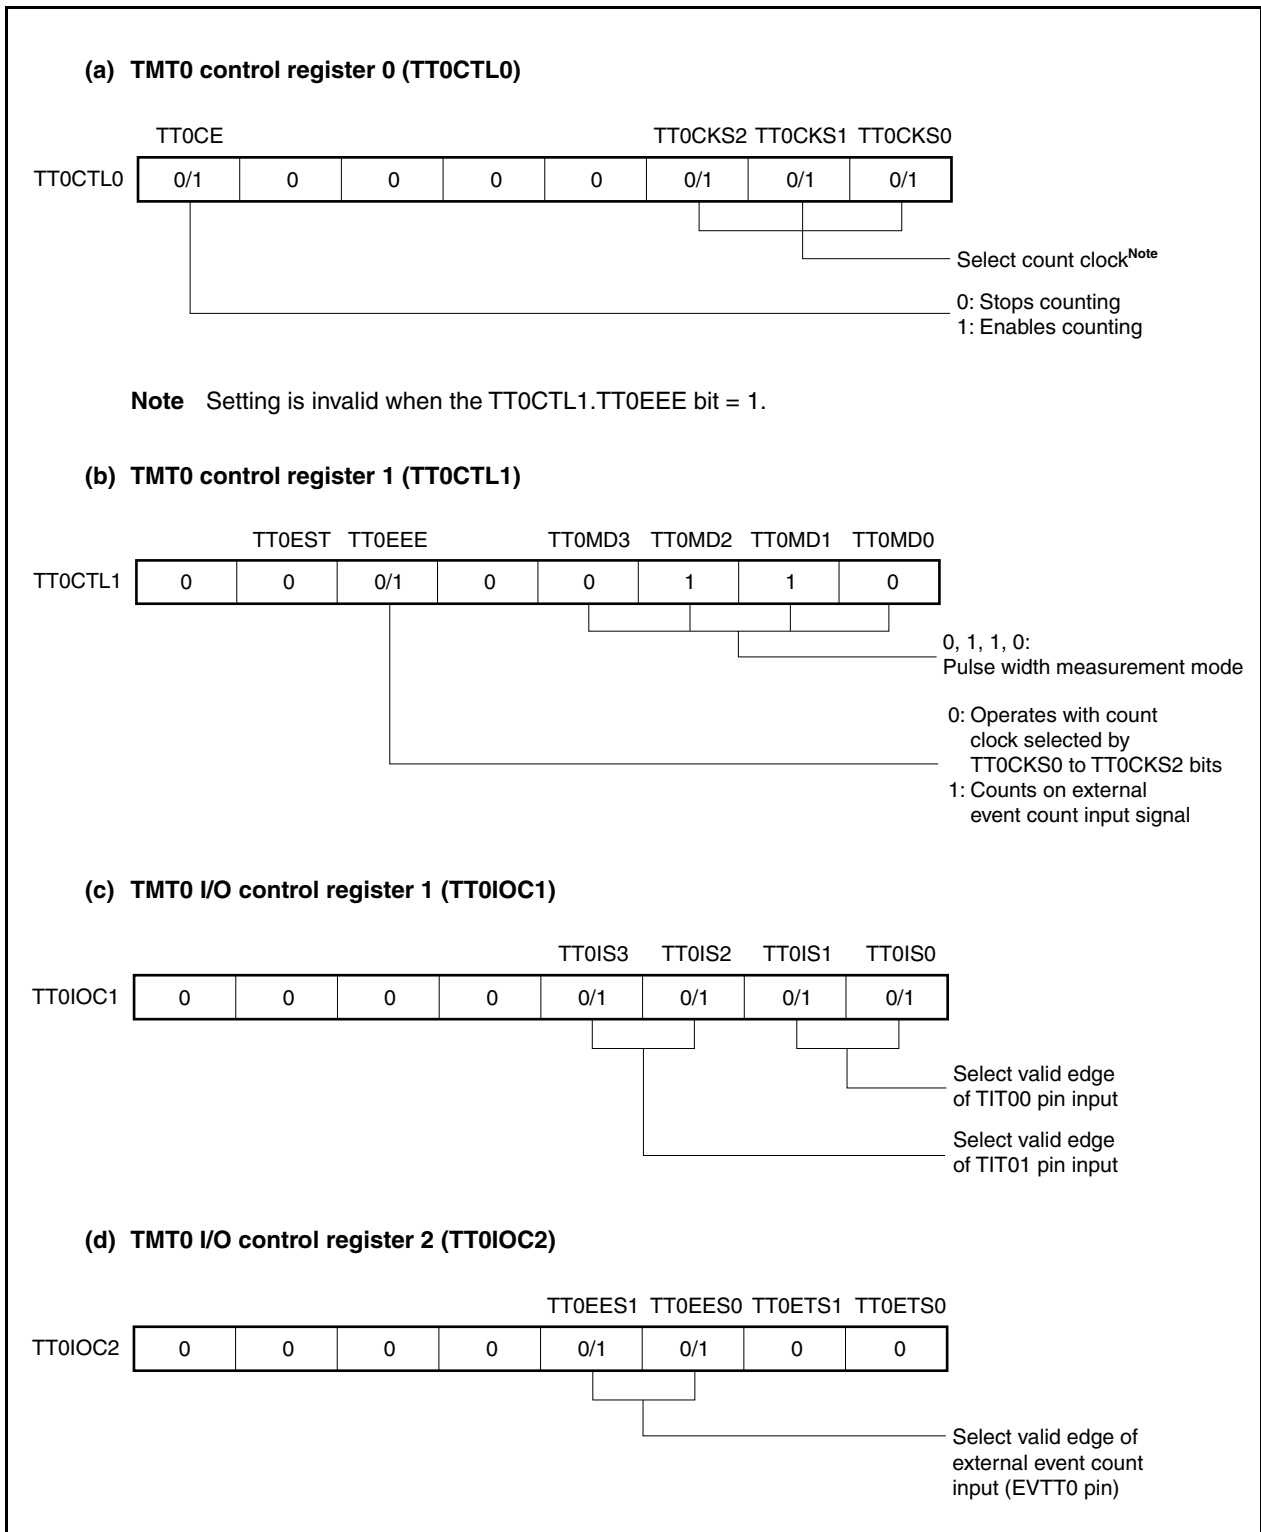 (a) TMT0 control register 0 (TT0CTL0)
TT0CE TT0CKS2 TT0CKS1 TT0CKS0
TT0CTL0 0/1 0 0 0 0 0/1 0/1 0/1
Select count clockNote
0: Stops counting
1: Enables counting
Note Setting is invalid when the TT0CTL1.TT0EEE bit = 1.
(b) TMT0 control register 1 (TT0CTL1)
TT0EST TT0EEE TT0MD3 TT0MD2 TT0MD1 TT0MD0
TT0CTL1 0 0 0/1 0 0 1 1 0
0, 1, 1, 0:
Pulse width measurement mode
0: Operates with count
clock selected by
TT0CKS0 to TT0CKS2 bits
1: Counts on external
event count input signal
(c) TMT0 I/O control register 1 (TT0IOC1)
TT0IS3 TT0IS2 TT0IS1 TT0IS0
TT0IOC1 0 0 0 0 0/1 0/1 0/1 0/1
Select valid edge
of TIT00 pin input
Select valid edge
of TIT01 pin input
(d) TMT0 I/O control register 2 (TT0IOC2)
TT0EES1 TT0EES0 TT0ETS1 TT0ETS0
TT0IOC2 0 0 0 0 0/1 0/1 0 0
Select valid edge of
external event count
input (EVTT0 pin)